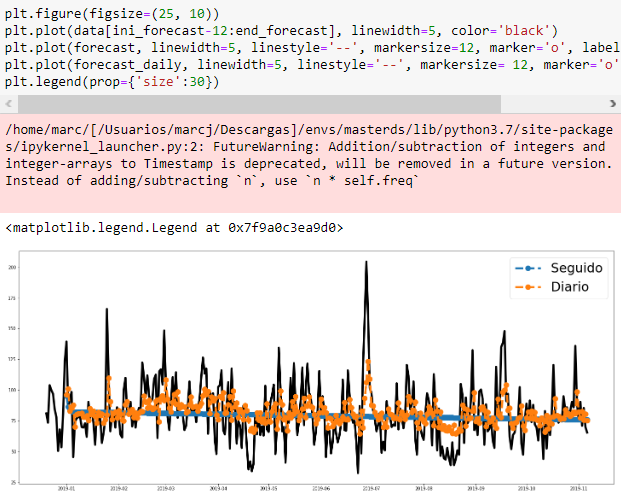 plt.figure(figsize=(25, 10))
plt.plot(data[ini_forecast-12:end_forecast], linewidth=5, color='black')
plt.plot(forecast, linewidth=5, linestyle='--', markersize=12, marker='o', label
plt.plot(forecast_daily, linewidth=5, linestyle='--', markersize= 12, marker='o'
plt.legend(prop={'size':30})
/home/marc/[/Usuarios/marcj/Descargas]/envs/masterds/lib/python3.7/site-package
s/ipykernel_launcher.py:2: FutureWarning: Addition/subtraction of integers and
integer-arrays to Timestamp is deprecated, will be removed in a future version.
Instead of adding/subtracting `n`, use `n * self.freq`
<matplotlib.legend.Legend at 0x7f9a0c3ea9d0>
Seguido
Diario
200
175
150
125
100
75
50
25
2019-01 2019-02 2019-03 2019-04 2019-05 2019-06 2019-07 2019-08 2019-09 2019-10 2019-11